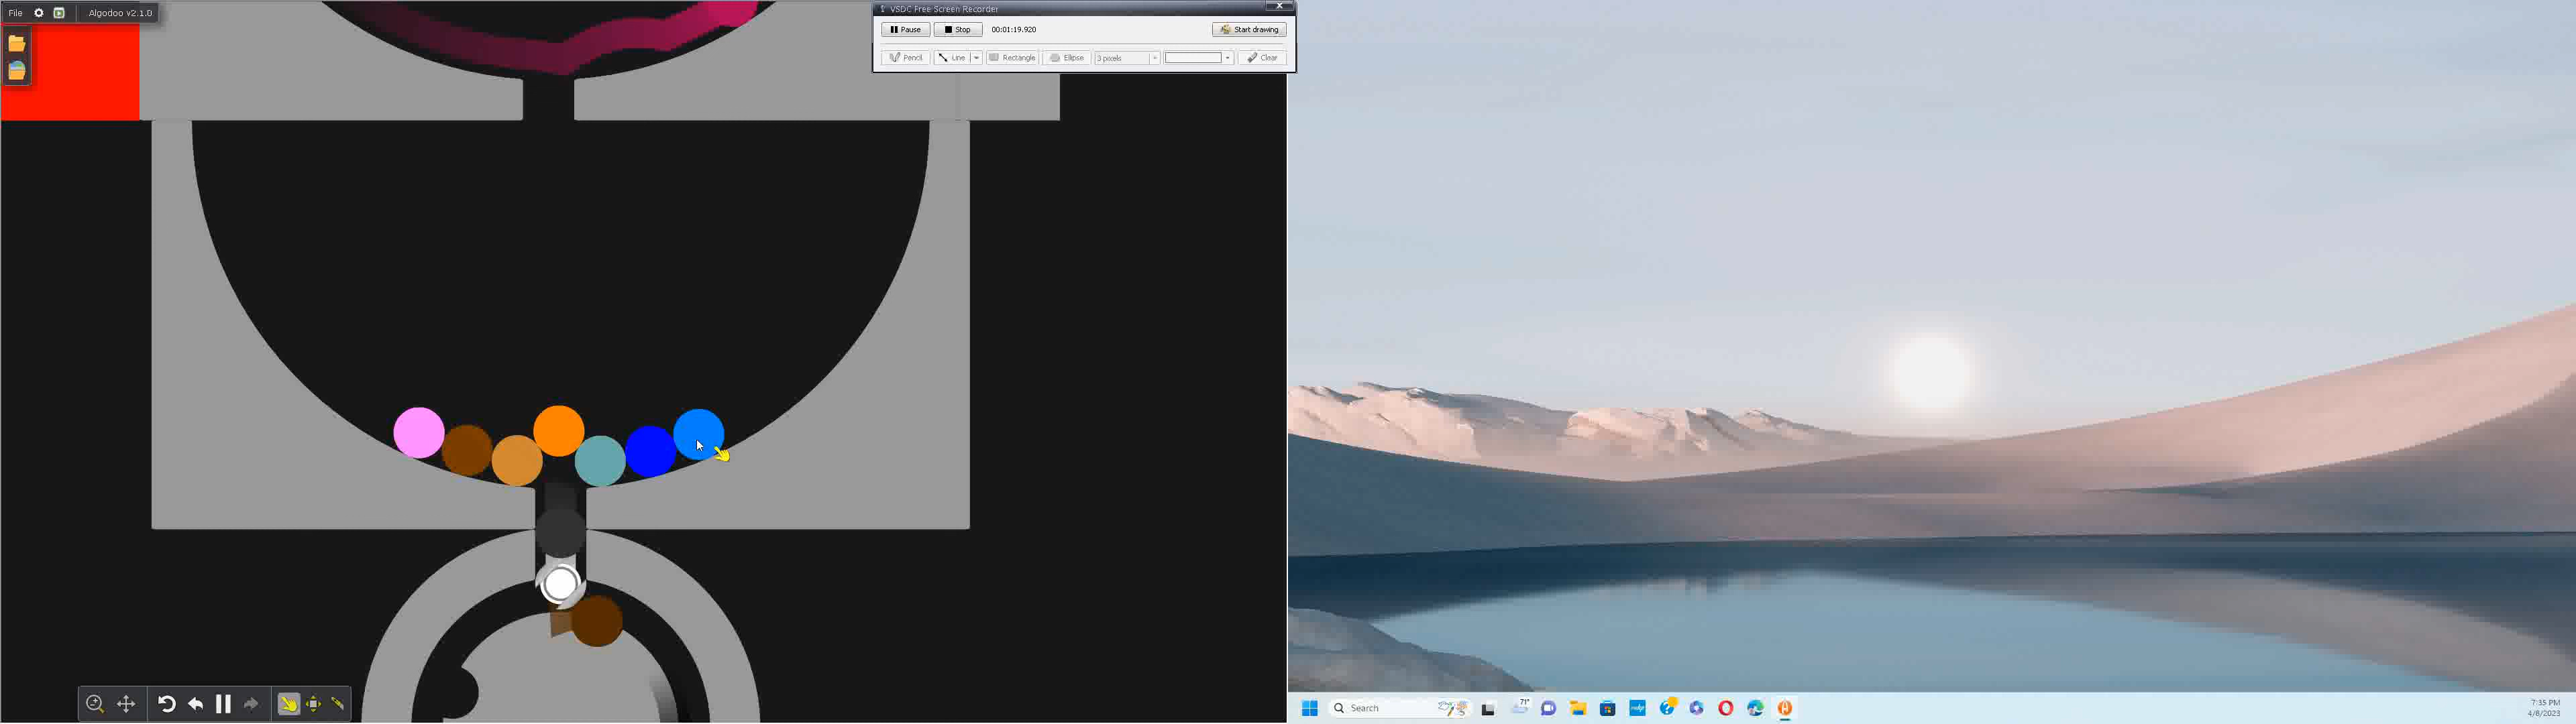 File Algodoo v2.1.0
VSDC Free Screen Recorder
Pause Stop 00:01:19.920 Start drawing
Pencil Line Rectangle Ellipse 3 pixels Clear
Search
71°
7:35 PM
4/8/2023